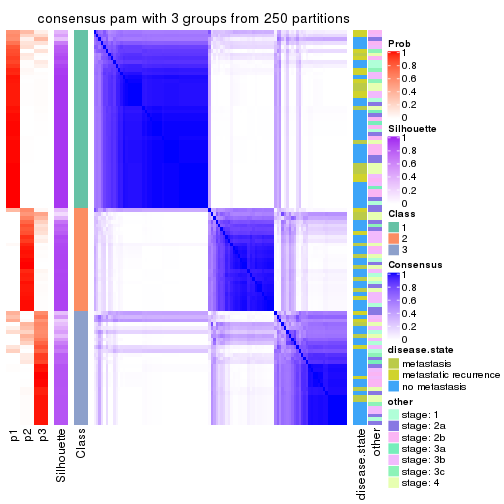 consensus pam with 3 groups from 250 partitions
p1
p2
p3
Silhouette
Class
disease.state
other
Prob
1
0.8
0.6
0.4
0.2
0
Silhouette
1
0.8
0.6
0.4
0.2
0
Class
1
2
3
Consensus
1
0.8
0.6
0.4
0.2
0
disease.state
metastasis
metastatic recurrence
no metastasis
other
stage: 1
stage: 2a
stage: 2b
stage: 3a
stage: 3b
stage: 3c
stage: 4